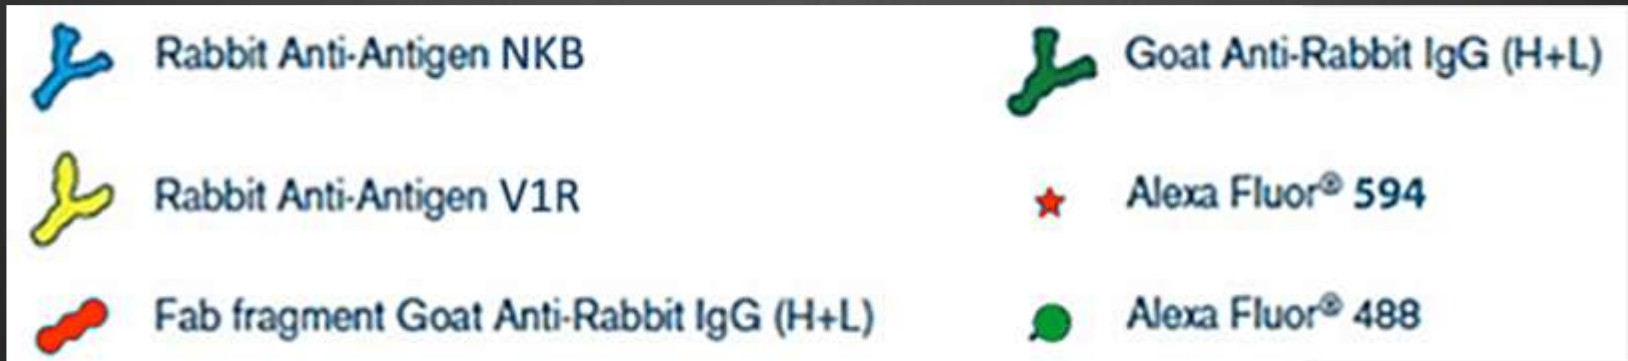 Rabbit Anti-Antigen NKB
Rabbit Anti-Antigen V1R
Fab fragment Goat Anti-Rabbit IgG (H+L)
Goat Anti-Rabbit IgG (H+L)
Alexa Fluor® 594
Alexa Fluor® 488